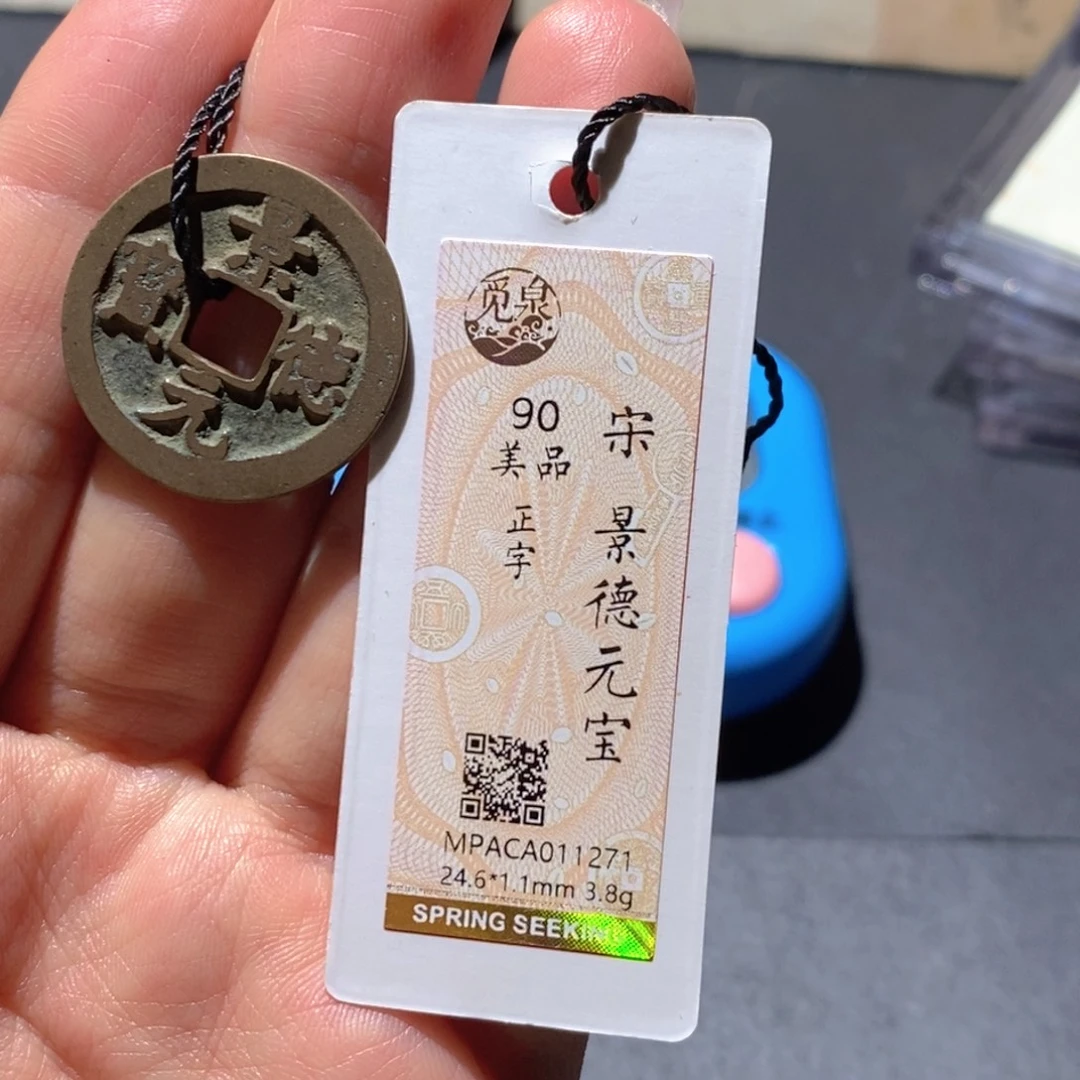 景德元寶
觅泉
宋 景德元宝
90
美品
正字
MPACA011271
24.6*1.1mm 3.8g
SPRING SEEKING